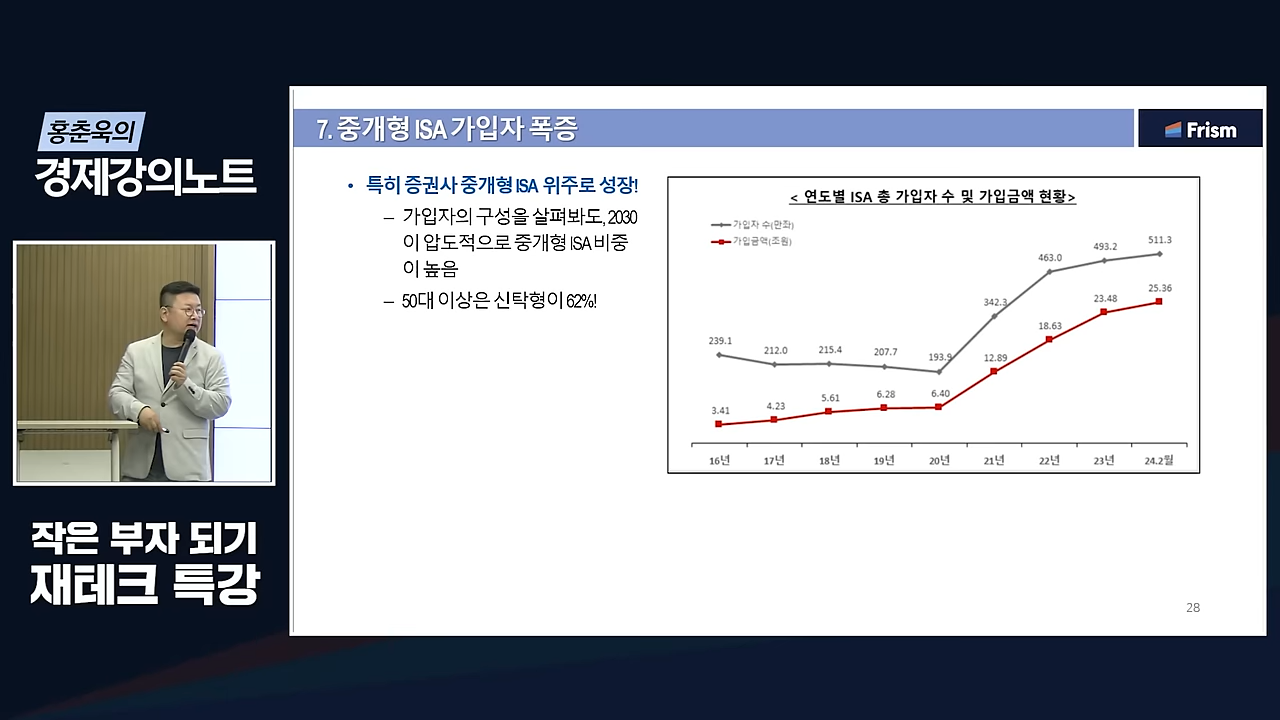 홍춘욱의
경제강의노트
작은 부자 되기
재테크 특강
7. 중개형 ISA 가입자 폭증
Frism
• 특히 증권사 중개형 ISA 위주로 성장!
– 가입자의 구성을 살펴봐도, 2030
이 압도적으로 중개형 ISA 비중
이 높음
– 50대 이상은 신탁형이 62%!
< 연도별 ISA 총 가입자 수 및 가입금액 현황>
가입자 수(만좌)
가입금액(조원)
239.1 212.0 215.4 207.7 193.9 342.3 463.0 493.2 511.3
3.41 4.23 5.61 6.28 6.40 12.89 18.63 23.48 25.36
16년 17년 18년 19년 20년 21년 22년 23년 24.2월
28